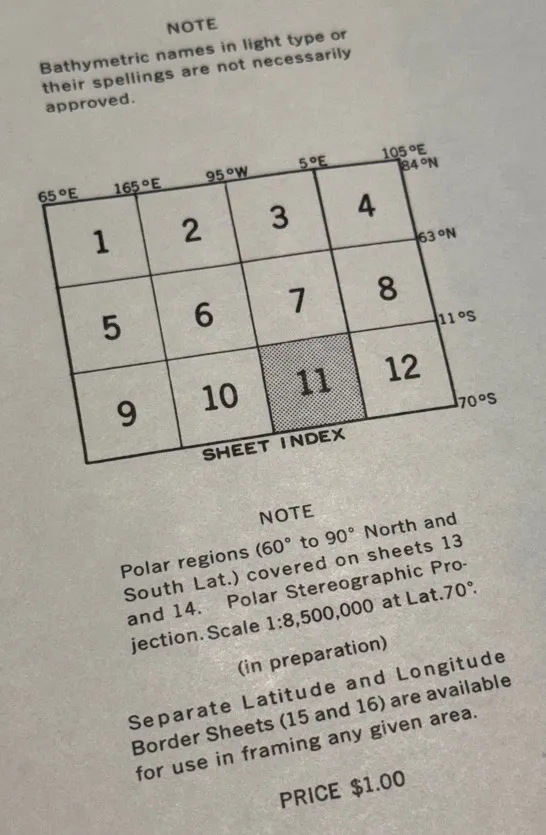 NOTE
Bathymetric names in light type or
their spellings are not necessarily
approved.
65°E 165°E 95°W 5°E 105°E
84°N
1 2 3 4
63°N
5 6 7 8
11°S
9 10 11 12
70°S
SHEET INDEX
NOTE
Polar regions (60° to 90° North and
South Lat.) covered on sheets 13
and 14. Polar Stereographic Pro-
jection. Scale 1:8,500,000 at Lat.70°.
(in preparation)
Separate Latitude and Longitude
Border Sheets (15 and 16) are available
for use in framing any given area.
PRICE $1.00